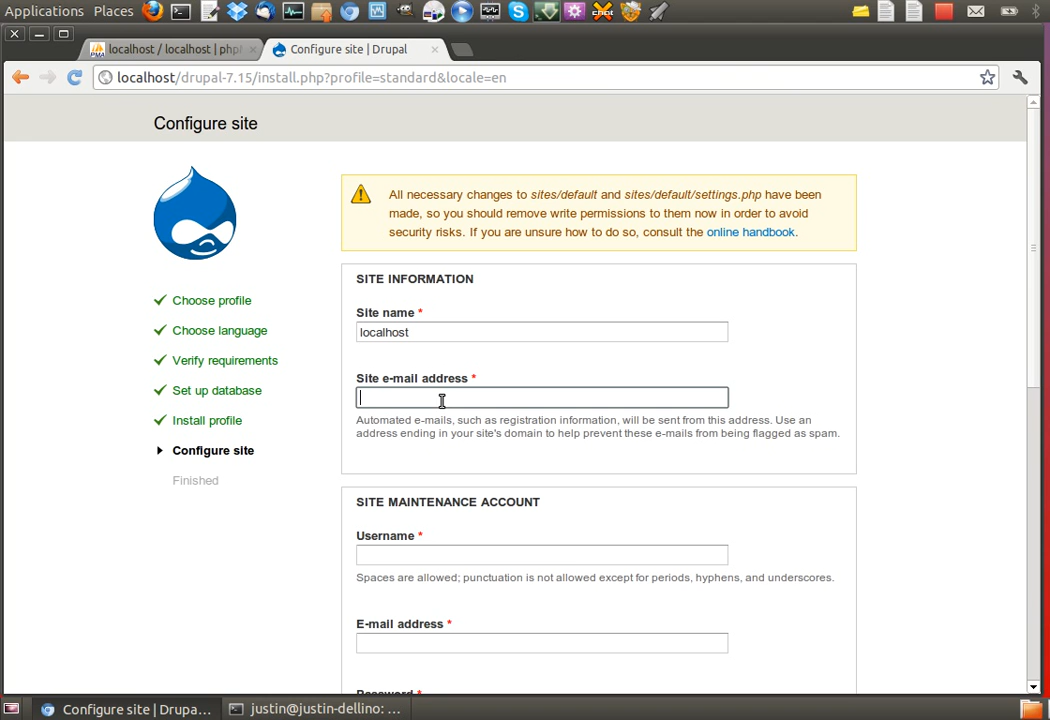 Applications Places
localhost / localhost | phpl
Configure site | Drupal
localhost/drupal-7.15/install.php?profile=standard&locale=en
Configure site
All necessary changes to sites/default and sites/default/settings.php have been
made, so you should remove write permissions to them now in order to avoid
security risks. If you are unsure how to do so, consult the online handbook.
Choose profile
Choose language
Verify requirements
Set up database
Install profile
Configure site
Finished
SITE INFORMATION
Site name *
localhost
Site e-mail address *
Automated e-mails, such as registration information, will be sent from this address. Use an
address ending in your site's domain to help prevent these e-mails from being flagged as spam.
SITE MAINTENANCE ACCOUNT
Username *
Spaces are allowed; punctuation is not allowed except for periods, hyphens, and underscores.
E-mail address *
Password *
Configure site | Drupa...
justin@justin-dellino: ...